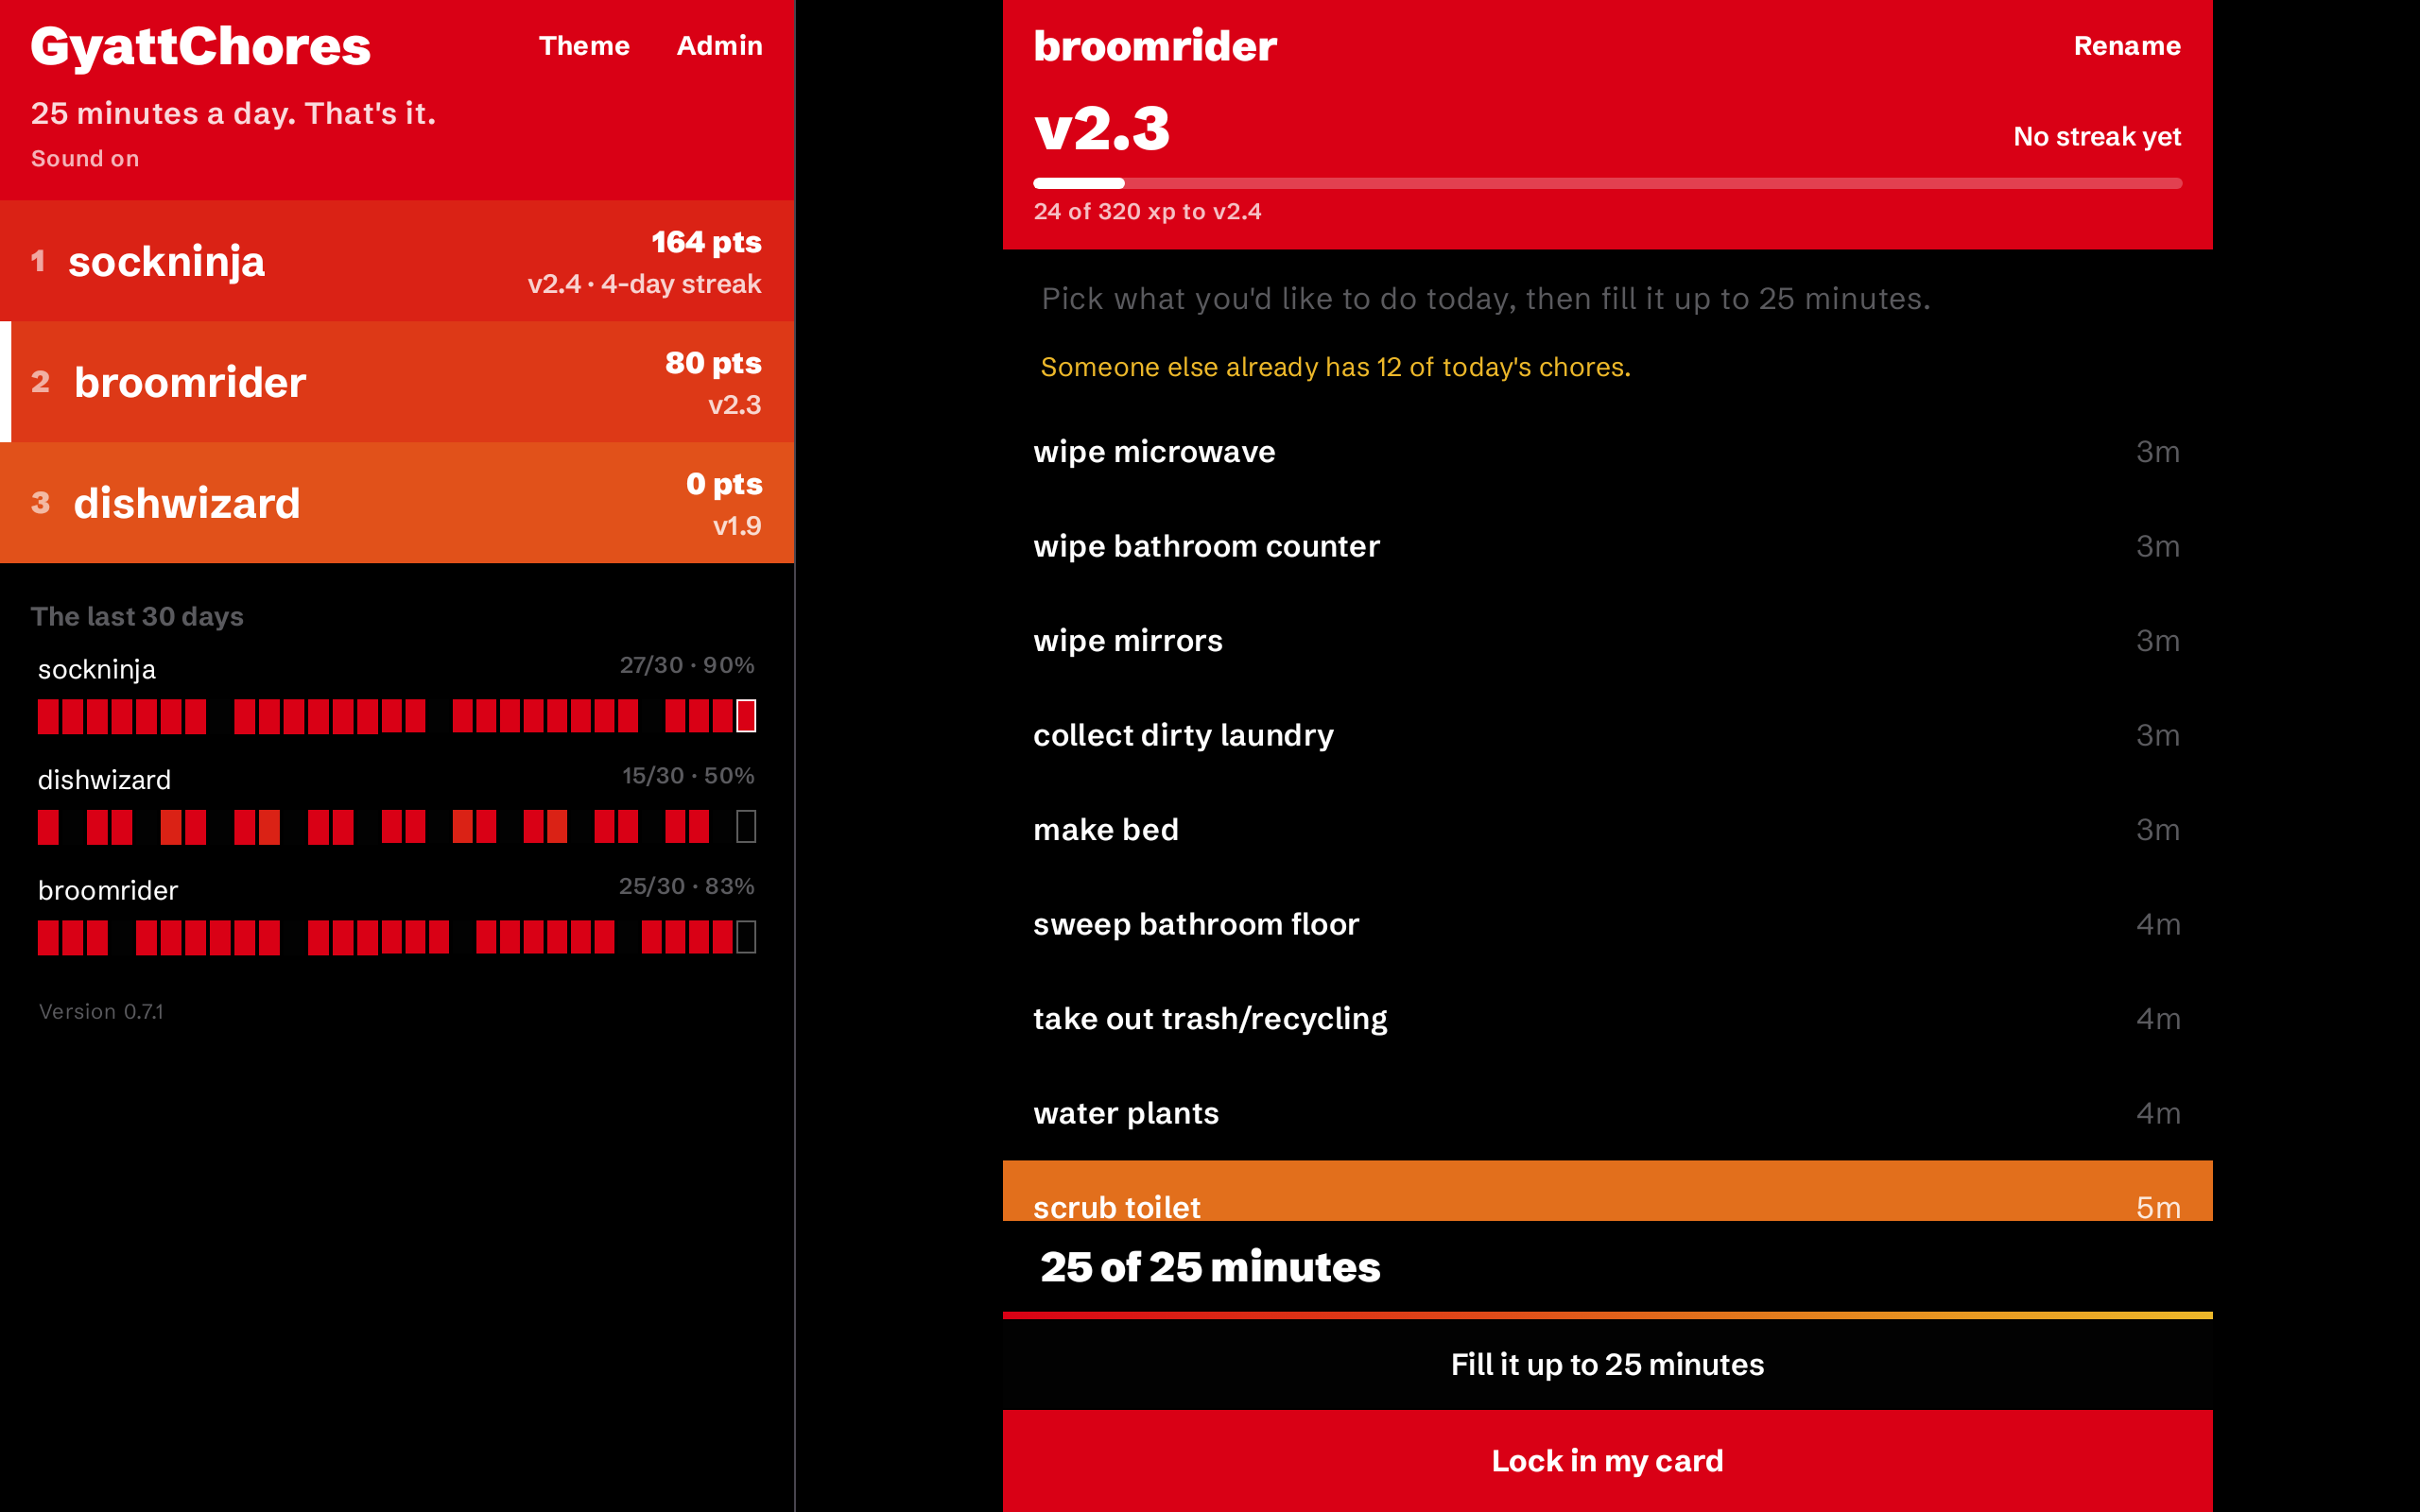 GyattChores
Theme
Admin
25 minutes a day. That's it.
Sound on
1 sockninja
164 pts
v2.4 · 4-day streak
2 broomrider
80 pts
v2.3
3 dishwizard
0 pts
v1.9
The last 30 days
sockninja
27/30 · 90%
dishwizard
15/30 · 50%
broomrider
25/30 · 83%
Version 0.7.1
broomrider
Rename
v2.3
No streak yet
24 of 320 xp to v2.4
Pick what you'd like to do today, then fill it up to 25 minutes.
Someone else already has 12 of today's chores.
wipe microwave 3m
wipe bathroom counter 3m
wipe mirrors 3m
collect dirty laundry 3m
make bed 3m
sweep bathroom floor 4m
take out trash/recycling 4m
water plants 4m
scrub toilet 5m
25 of 25 minutes
Fill it up to 25 minutes
Lock in my card